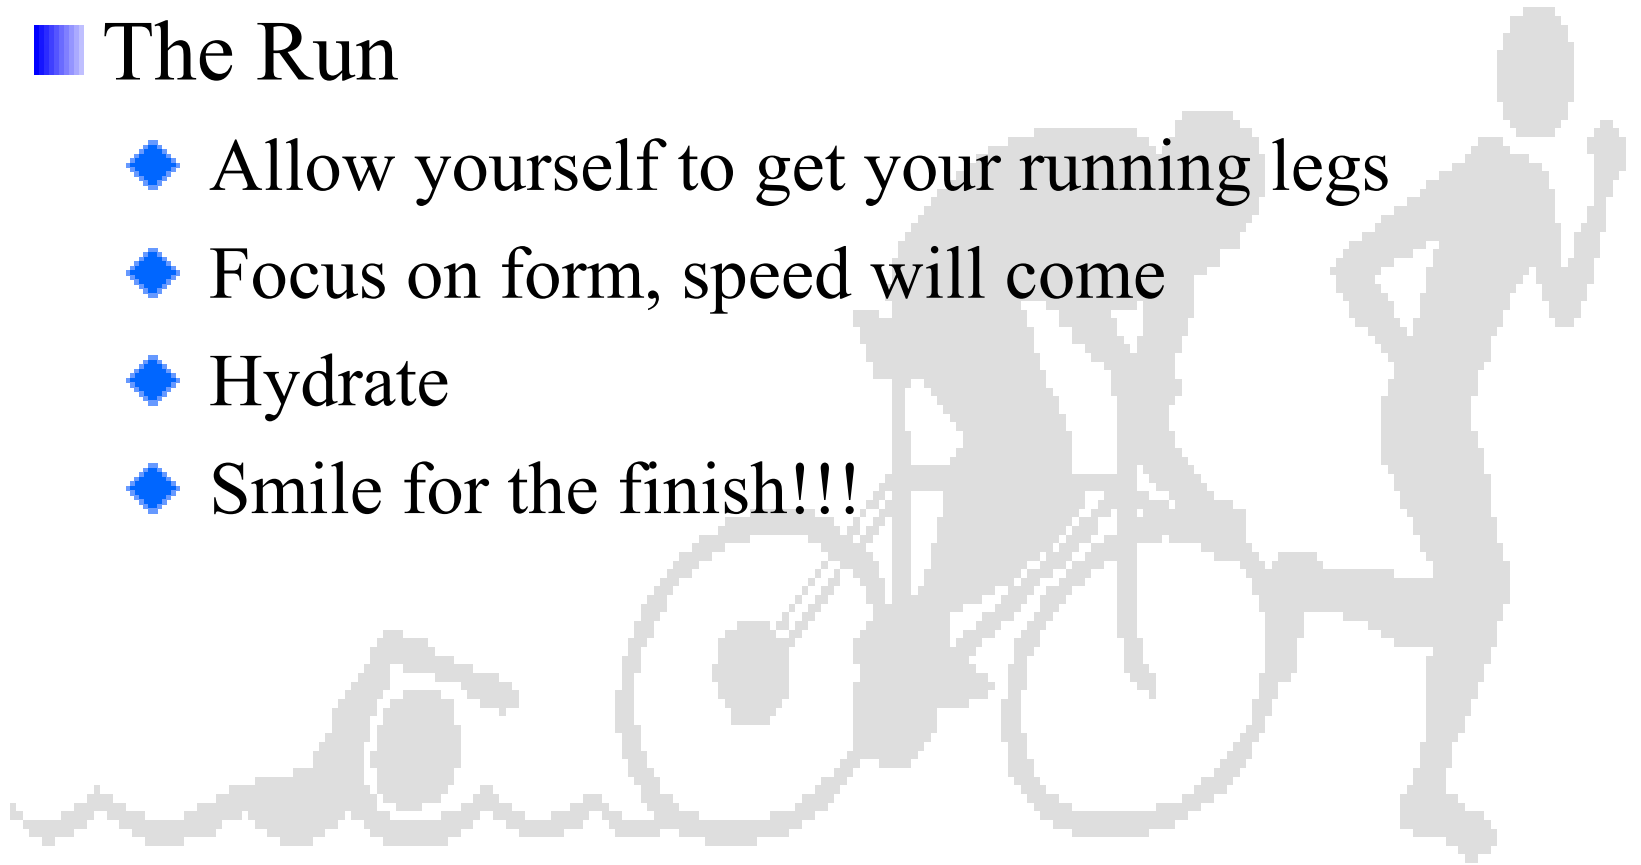 The Run
Allow yourself to get your running legs
Focus on form, speed will come
Hydrate
Smile for the finish!!!